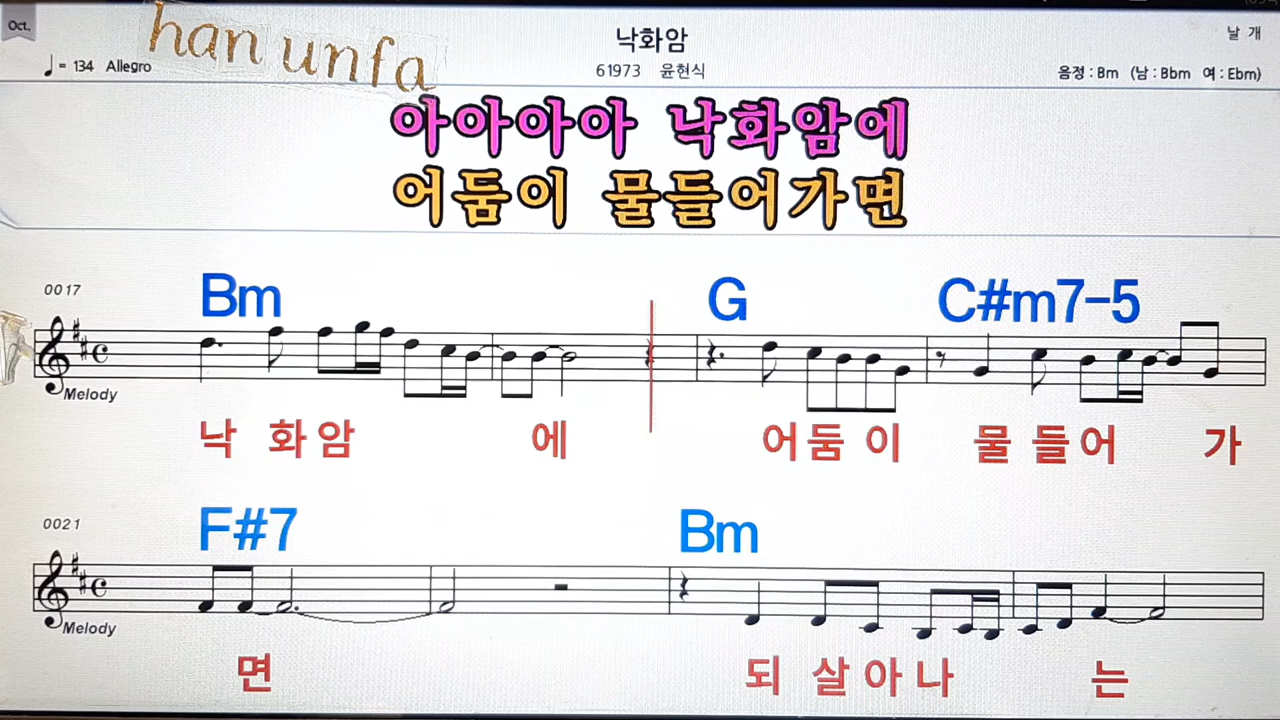 Oct.
han unfa
낙화암
날 개
♩= 134 Allegro
61973 윤현식
음정 : Bm (남 : Bbm 여 : Ebm)
아아아아 낙화암에
어둠이 물들어가면
0017
Bm G C#m7-5
Melody
낙 화 암 에 어 둠 이 물 들 어 가
0021
F#7 Bm
Melody
면 되 살 아 나 는